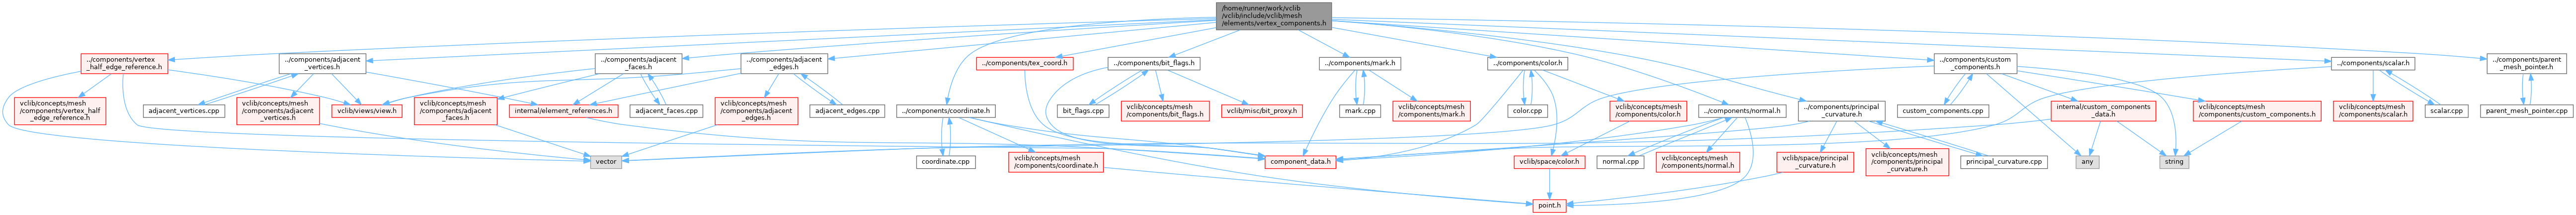 /home/runner/work/vclib
/vclib/include/vclib/mesh
/elements/vertex_components.h
../components/vertex
_half_edge_reference.h
../components/adjacent
_vertices.h
../components/adjacent
_faces.h
../components/adjacent
_edges.h
../components/tex_coord.h
../components/bit_flags.h
../components/mark.h
../components/color.h
../components/custom
_components.h
../components/scalar.h
../components/parent
_mesh_pointer.h
vclib/concepts/mesh
/components/vertex_half
_edge_reference.h
adjacent_vertices.cpp
vclib/concepts/mesh
/components/adjacent
_vertices.h
vclib/views/view.h
vclib/concepts/mesh
/components/adjacent
_faces.h
internal/element_references.h
adjacent_faces.cpp
vclib/concepts/mesh
/components/adjacent
_edges.h
adjacent_edges.cpp
../components/coordinate.h
bit_flags.cpp
vclib/concepts/mesh
/components/bit_flags.h
vclib/misc/bit_proxy.h
mark.cpp
vclib/concepts/mesh
/components/mark.h
color.cpp
vclib/concepts/mesh
/components/color.h
../components/normal.h
../components/principal
_curvature.h
custom_components.cpp
internal/custom_components
_data.h
vclib/concepts/mesh
/components/custom_components.h
vclib/concepts/mesh
/components/scalar.h
scalar.cpp
parent_mesh_pointer.cpp
vector
coordinate.cpp
vclib/concepts/mesh
/components/coordinate.h
component_data.h
vclib/space/color.h
normal.cpp
vclib/concepts/mesh
/components/normal.h
vclib/space/principal
_curvature.h
vclib/concepts/mesh
/components/principal
_curvature.h
principal_curvature.cpp
any
string
point.h